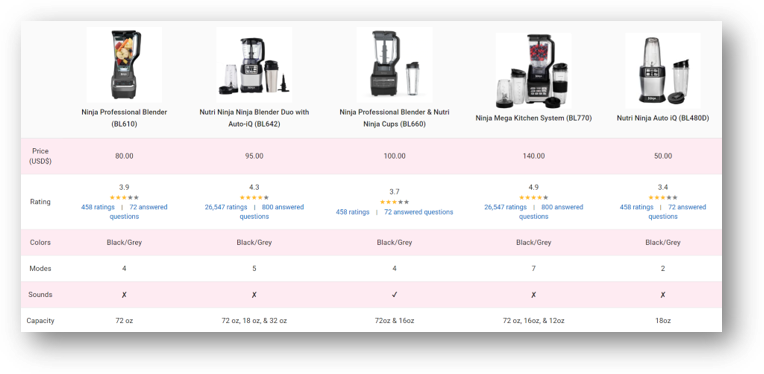 Ninja Professional Blender (BL610)
Nutri Ninja Ninja Blender Duo with Auto-iQ (BL642)
Ninja Professional Blender & Nutri Ninja Cups (BL660)
Ninja Mega Kitchen System (BL770)
Nutri Ninja Auto iQ (BL480D)
Price (USD$) 80.00 95.00 100.00 140.00 50.00
Rating
3.9
458 ratings | 72 answered questions
4.3
26,547 ratings | 800 answered questions
3.7
458 ratings | 72 answered questions
4.9
26,547 ratings | 800 answered questions
3.4
458 ratings | 72 answered questions
Colors Black/Grey Black/Grey Black/Grey Black/Grey Black/Grey
Modes 4 5 4 7 2
Sounds ✗ ✗ ✓ ✗ ✗
Capacity 72 oz 72 oz, 18 oz, & 32 oz 72oz & 16oz 72oz, 16oz, & 12oz 18oz